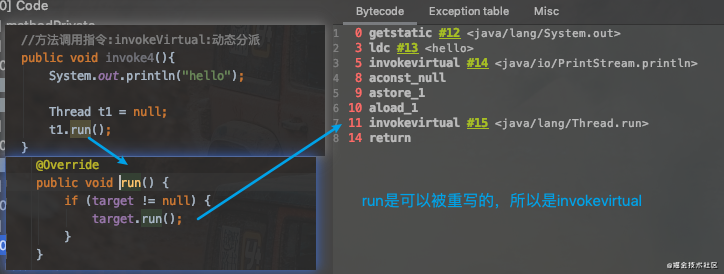 0] Code
methodPrivate
//方法调用指令:invokeVirtual:动态分派
public void invoke4(){
System.out.println("hello");
Thread t1 = null;
t1.run();
}
@Override
public void run() {
if (target != null) {
target.run();
}
}
Bytecode Exception table Misc
1 0 getstatic #12 <java/lang/System.out>
2 3 ldc #13 <hello>
3 5 invokevirtual #14 <java/io/PrintStream.println>
4 8 aconst_null
5 9 astore_1
6 10 aload_1
7 11 invokevirtual #15 <java/lang/Thread.run>
8 14 return
run是可以被重写的，所以是invokevirtual
@掘金技术社区